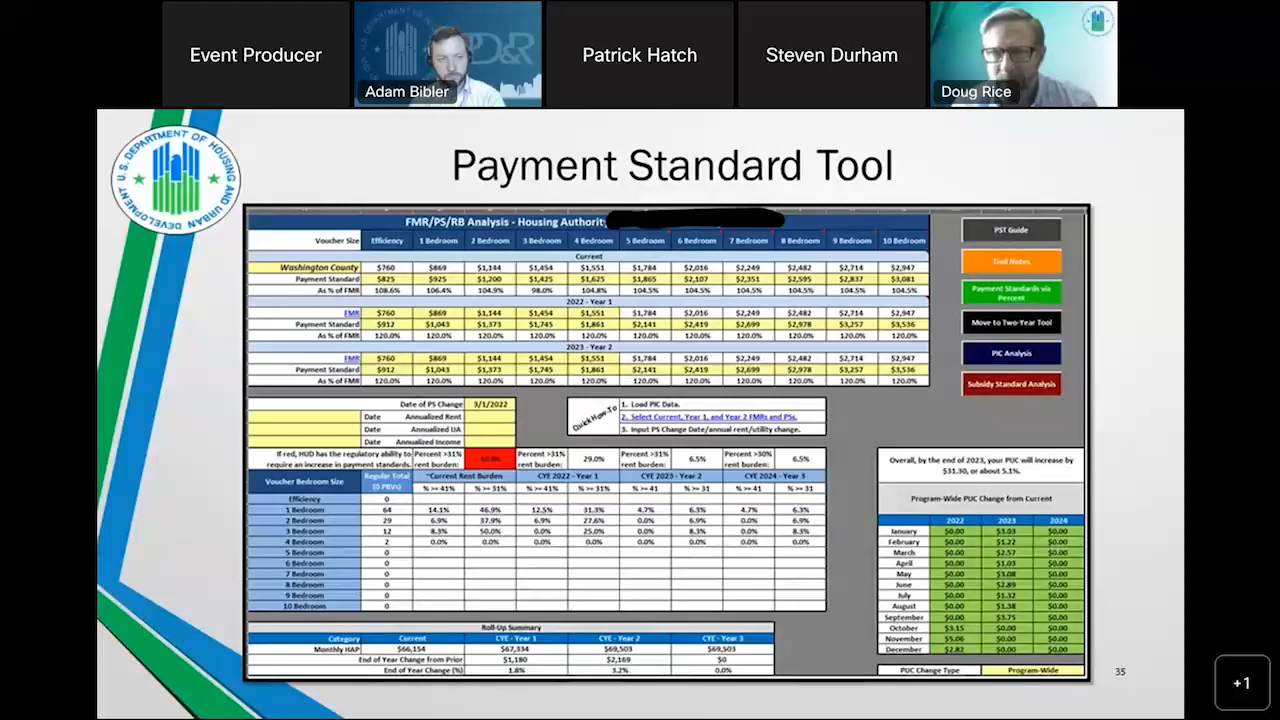 Event Producer
Adam Bibler
Patrick Hatch
Steven Durham
Doug Rice
PD&R
U.S. DEPARTMENT OF HOUSING AND URBAN DEVELOPMENT
Payment Standard Tool
FMR/PS/RB Analysis - Housing Authority
Voucher Size Efficiency 1 Bedroom 2 Bedroom 3 Bedroom 4 Bedroom 5 Bedroom 6 Bedroom 7 Bedroom 8 Bedroom 9 Bedroom 10 Bedroom
Current
Washington County $760 $869 $1,144 $1,454 $1,551 $1,784 $2,016 $2,249 $2,482 $2,714 $2,947
Payment Standard $825 $925 $1,200 $1,425 $1,625 $1,865 $2,107 $2,351 $2,595 $2,837 $3,081
As % of FMR 108.6% 106.4% 104.9% 98.0% 104.8% 104.5% 104.5% 104.5% 104.5% 104.5% 104.5%
2022 - Year 1
FMR $760 $869 $1,144 $1,454 $1,551 $1,784 $2,016 $2,249 $2,482 $2,714 $2,947
Payment Standard $912 $1,043 $1,373 $1,745 $1,861 $2,141 $2,419 $2,699 $2,978 $3,257 $3,536
As % of FMR 120.0% 120.0% 120.0% 120.0% 120.0% 120.0% 120.0% 120.0% 120.0% 120.0% 120.0%
2023 - Year 2
FMR $760 $869 $1,144 $1,454 $1,551 $1,784 $2,016 $2,249 $2,482 $2,714 $2,947
Payment Standard $912 $1,043 $1,373 $1,745 $1,861 $2,141 $2,419 $2,699 $2,978 $3,257 $3,536
As % of FMR 120.0% 120.0% 120.0% 120.0% 120.0% 120.0% 120.0% 120.0% 120.0% 120.0% 120.0%
PST Guide
Tool Notes
Payment Standards via
Percent
Move to Two-Year Tool
PIC Analysis
Subsidy Standard Analysis
Date of PS Change 3/1/2022
Date Annualized Rent
Date Annualized UA
Date Annualized Income
Quick How-To
1. Load PIC Data.
2. Select Current, Year 1, and Year 2 FMRs and PSs.
3. Input PS Change Date/annual rent/utility change.
If red, HUD has the regulatory ability to Percent >31% Percent >31% 29.0% Percent >31% 6.5% Percent >30% 6.5%
require an increase in payment standards. rent burden: rent burden: rent burden: rent burden:
Voucher Bedroom Size Regular Total (0 PBVs) ~Current Rent Burden CYE 2022 - Year 1 CYE 2023 - Year 2 CYE 2024 - Year 3
% >= 41% % >= 31% % >= 41% % >= 31% % >= 41 % >= 31 % >= 41 % >= 31
Efficiency 0
1 Bedroom 64 14.1% 46.9% 12.5% 31.3% 4.7% 6.3% 4.7% 6.3%
2 Bedroom 29 6.9% 37.9% 6.9% 27.6% 0.0% 6.9% 0.0% 6.9%
3 Bedroom 12 8.3% 50.0% 0.0% 25.0% 0.0% 8.3% 0.0% 8.3%
4 Bedroom 2 0.0% 0.0% 0.0% 0.0% 0.0% 0.0% 0.0% 0.0%
5 Bedroom 0
6 Bedroom 0
7 Bedroom 0
8 Bedroom 0
9 Bedroom 0
10 Bedroom 0
Overall, by the end of 2023, your PUC will increase by
$31.30, or about 5.1%.
Program-Wide PUC Change from Current
2022 2023 2024
January $0.00 $3.03 $0.00
February $0.00 $1.22 $0.00
March $0.00 $2.57 $0.00
April $0.00 $1.03 $0.00
May $0.00 $3.08 $0.00
June $0.00 $2.89 $0.00
July $0.00 $1.32 $0.00
August $0.00 $1.38 $0.00
September $0.00 $3.75 $0.00
October $3.15 $0.00 $0.00
November $5.06 $0.00 $0.00
December $2.82 $0.00 $0.00
PUC Change Type Program-Wide
Roll-Up Summary
Category Current CYE - Year 1 CYE - Year 2 CYE - Year 3
Monthly HAP $66,154 $67,334 $69,503 $69,503
End of Year Change from Prior $1,180 $2,169 $0
End of Year Change (%) 1.8% 3.2% 0.0%
35
+1